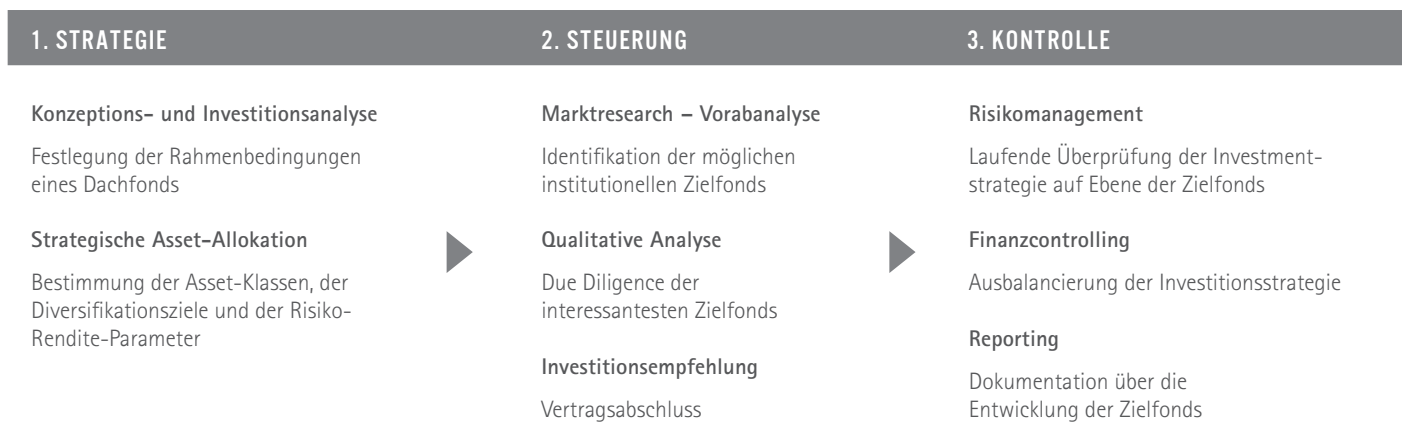 1. STRATEGIE
Konzeptions- und Investitionsanalyse
Festlegung der Rahmenbedingungen
eines Dachfonds
Strategische Asset-Allokation
Bestimmung der Asset-Klassen, der
Diversifikationsziele und der Risiko-
Rendite-Parameter
2. STEUERUNG
Marktresearch – Vorabanalyse
Identifikation der möglichen
institutionellen Zielfonds
Qualitative Analyse
Due Diligence der
interessantesten Zielfonds
Investitionsempfehlung
Vertragsabschluss
3. KONTROLLE
Risikomanagement
Laufende Überprüfung der Investment-
strategie auf Ebene der Zielfonds
Finanzcontrolling
Ausbalancierung der Investitionsstrategie
Reporting
Dokumentation über die
Entwicklung der Zielfonds